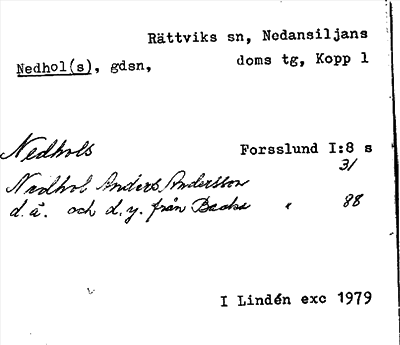 Rättviks sn, Nedansiljans
Nedhol(s), gdsn, doms tg, Kopp l
Nedhols Forsslund I:8 s
31
Nedhol Anders Andersson
d.ä. och d.y. från Backa " 88
I Lindén exc 1979